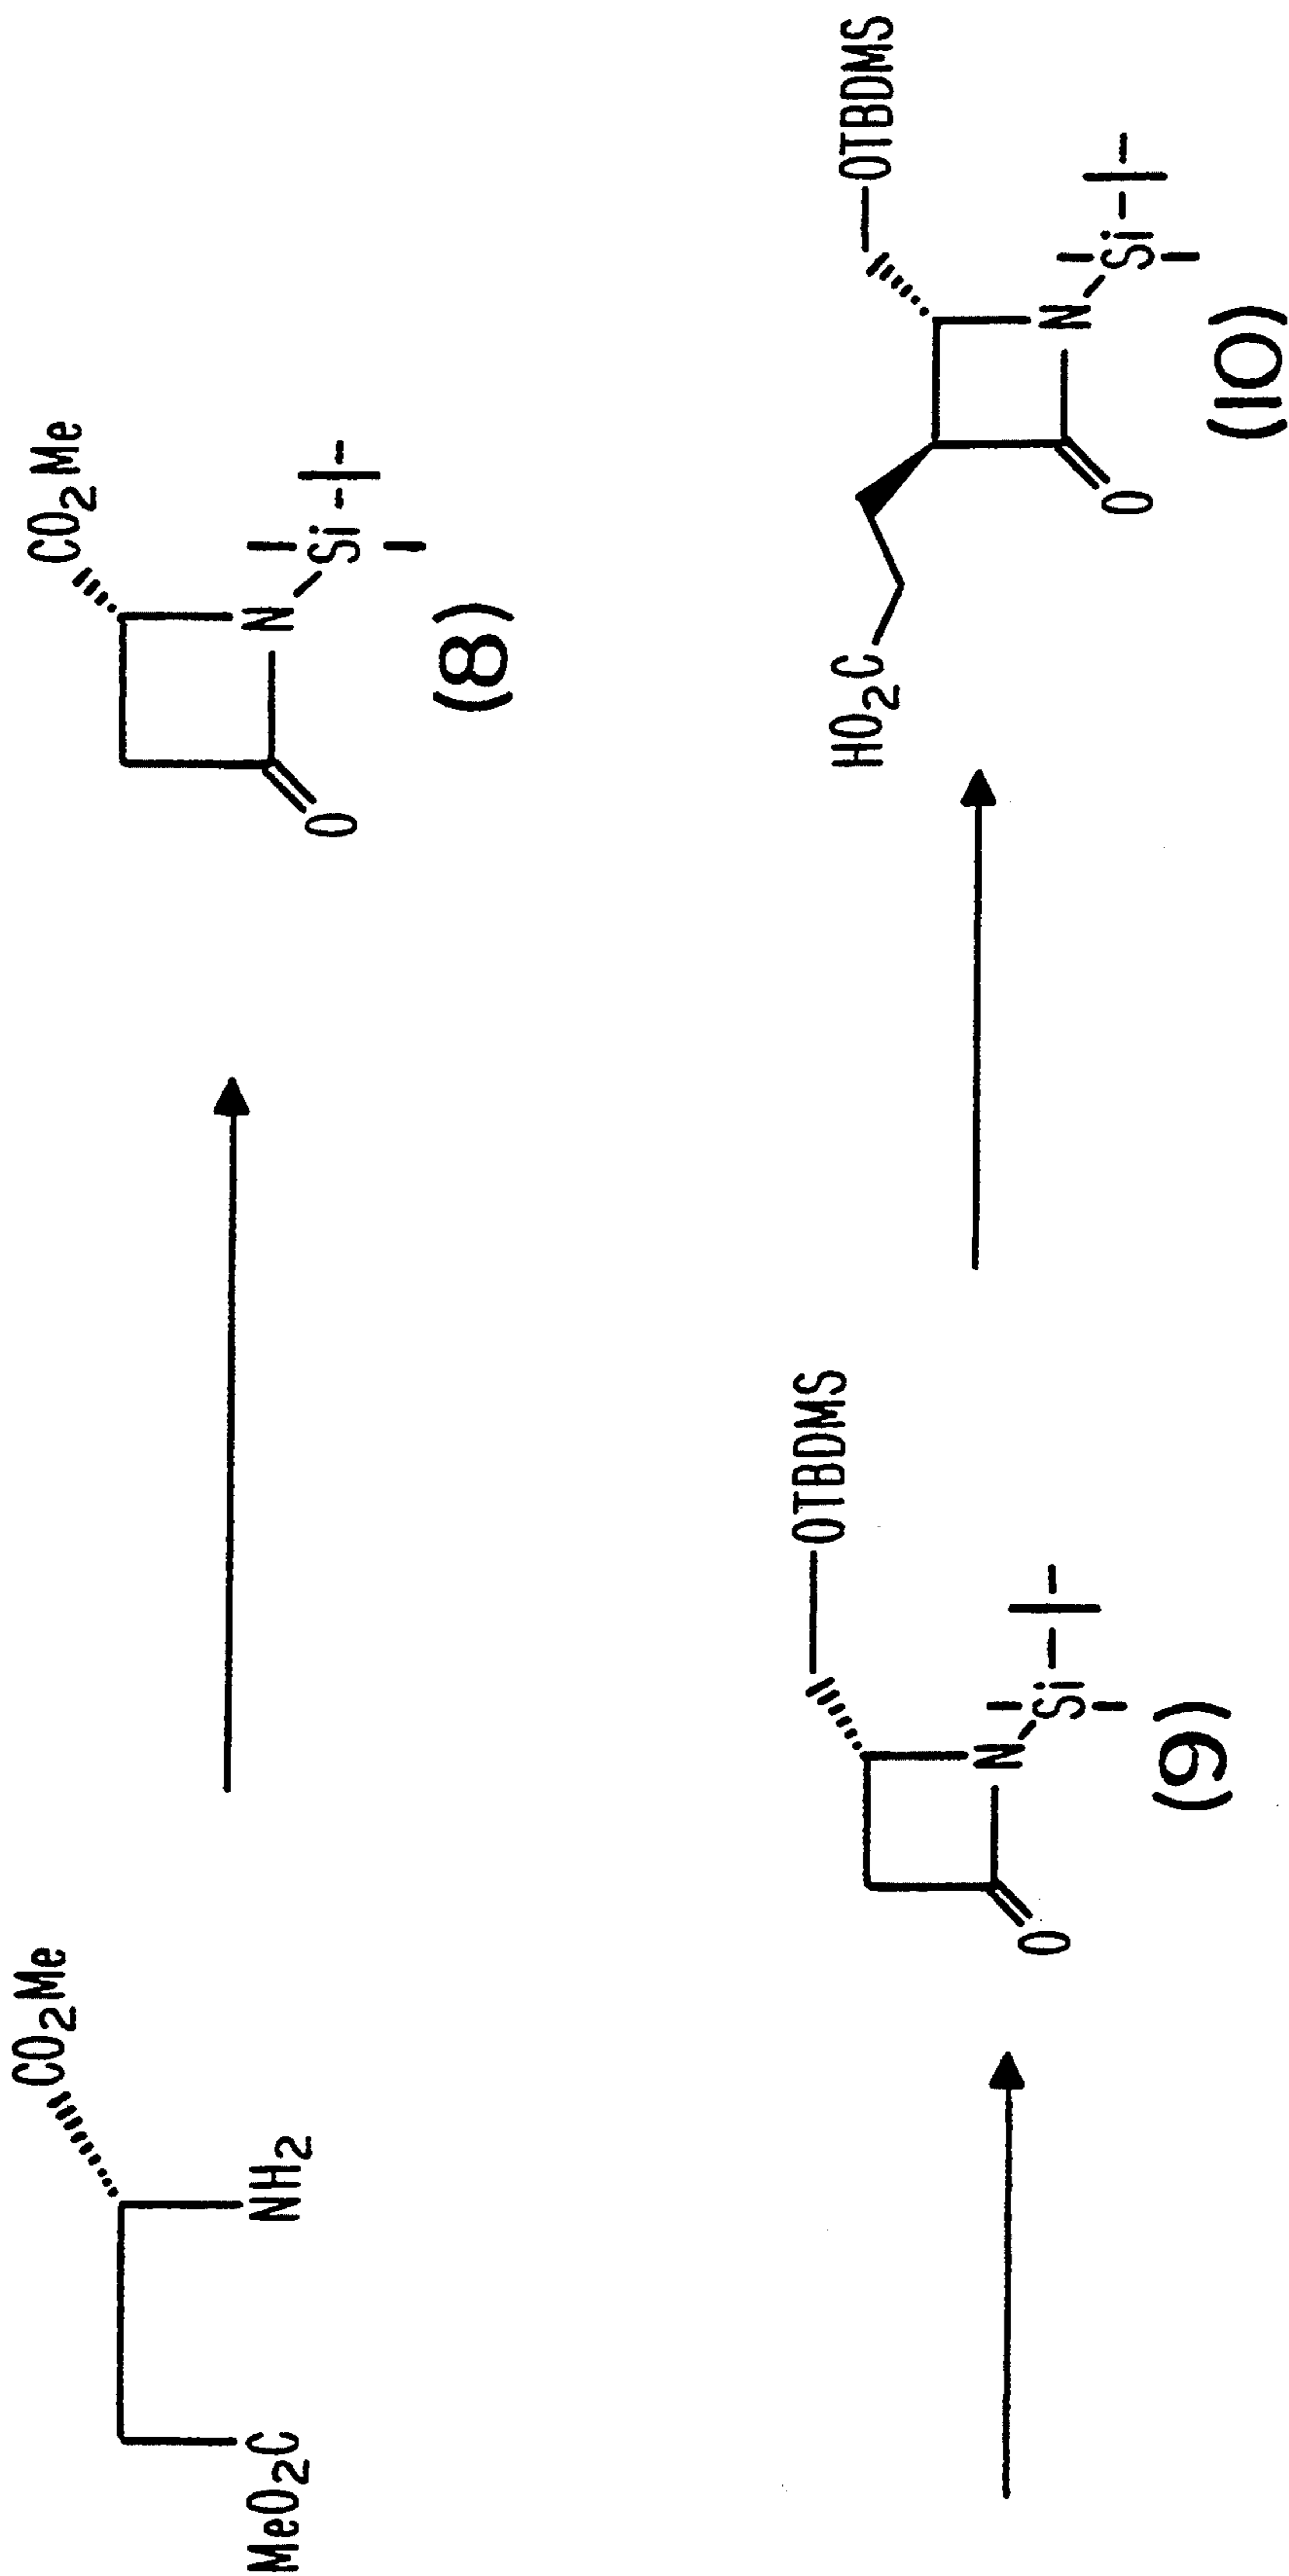 MeO2C
NH2
CO2Me
O
N
Si
CO2Me
(8)
O
N
Si
OTBDMS
(9)
HO2C
O
N
Si
OTBDMS
(10)